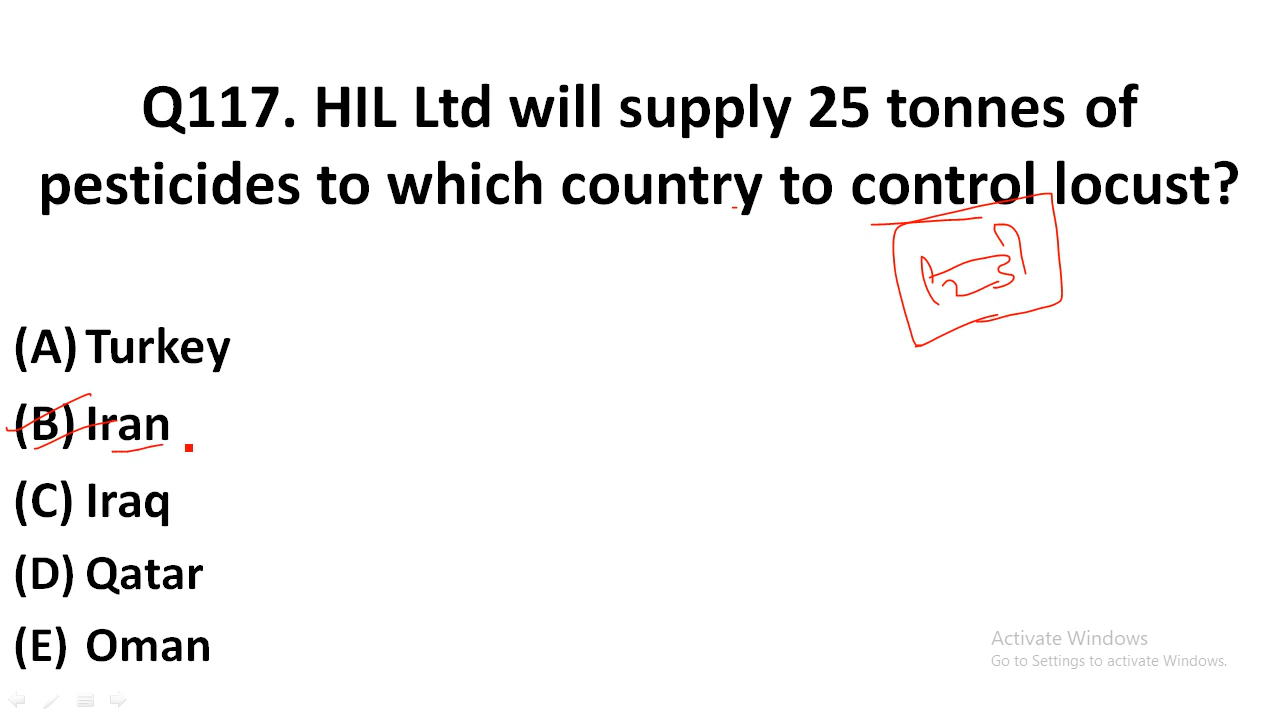 Q117. HIL Ltd will supply 25 tonnes of
pesticides to which country to control locust?
(A) Turkey
(B) Iran
(C) Iraq
(D) Qatar
(E) Oman
Activate Windows
Go to Settings to activate Windows.